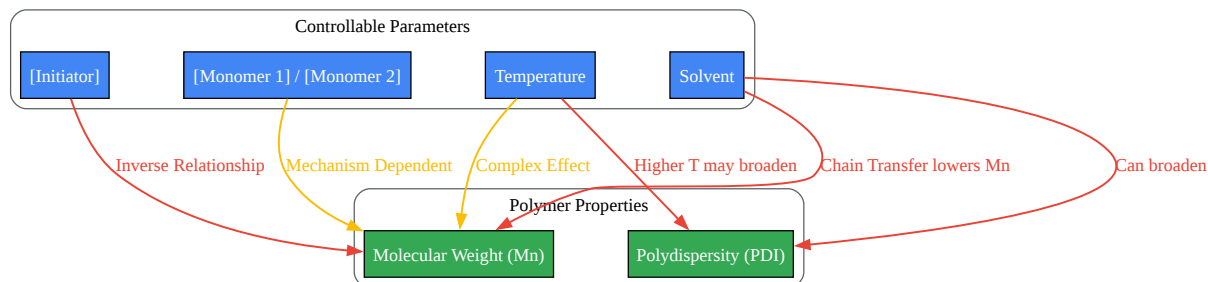 Controllable Parameters
[Initiator]
[Monomer 1] / [Monomer 2]
Temperature
Solvent
Inverse Relationship
Mechanism Dependent
Complex Effect
Higher T may broaden
Chain Transfer lowers Mn
Can broaden
Polymer Properties
Molecular Weight (Mn)
Polydispersity (PDI)